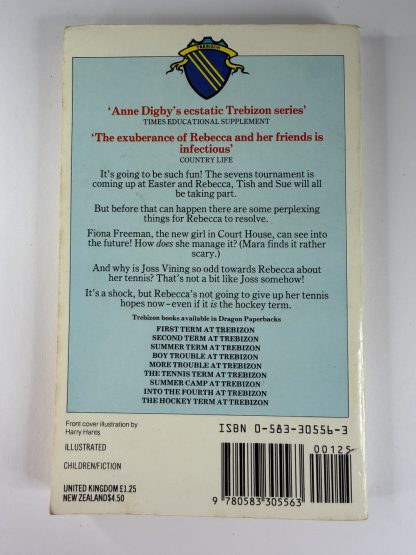 TREBIZON
'Anne Digby's ecstatic Trebizon series'
TIMES EDUCATIONAL SUPPLEMENT
'The exuberance of Rebecca and her friends is
infectious'
COUNTRY LIFE
It's going to be such fun! The sevens tournament is
coming up at Easter and Rebecca, Tish and Sue will all
be taking part.
But before that can happen there are some perplexing
things for Rebecca to resolve.
Fiona Freeman, the new girl in Court House, can see into
the future! How does she manage it? (Mara finds it rather
scary.)
And why is Joss Vining so odd towards Rebecca about
her tennis? That's not a bit like Joss somehow!
It's a shock, but Rebecca's not going to give up her tennis
hopes now – even if it is the hockey term.
Trebizon books available in Dragon Paperbacks
FIRST TERM AT TREBIZON
SECOND TERM AT TREBIZON
SUMMER TERM AT TREBIZON
BOY TROUBLE AT TREBIZON
MORE TROUBLE AT TREBIZON
THE TENNIS TERM AT TREBIZON
SUMMER CAMP AT TREBIZON
INTO THE FOURTH AT TREBIZON
THE HOCKEY TERM AT TREBIZON
Front cover illustration by
Harry Hants
ISBN 0-583-30556-3
ILLUSTRATED
00125
CHILDREN/FICTION
UNITED KINGDOM £1.25
NEW ZEALAND $4.50
9 780583 305563